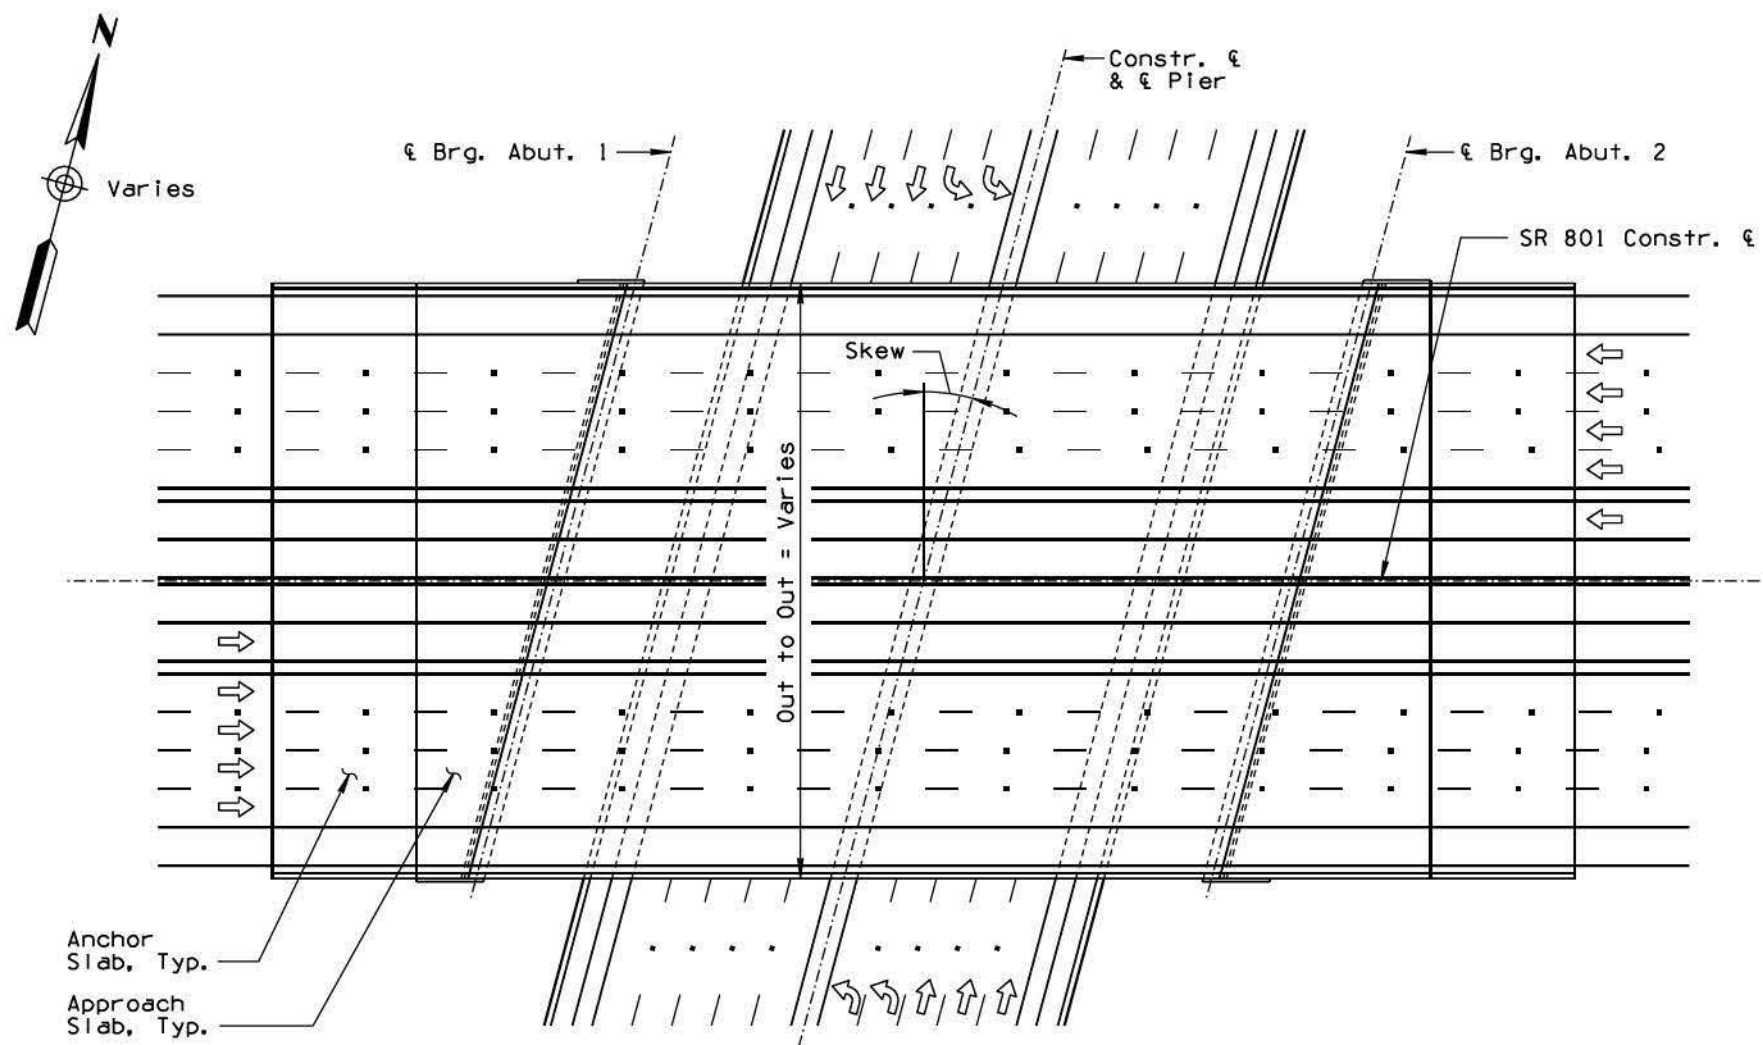 N
Constr. ℄
& ℄ Pier
℄ Brg. Abut. 1
℄ Brg. Abut. 2
Varies
SR 801 Constr. ℄
Skew
Out to Out = Varies
Anchor
Slab, Typ.
Approach
Slab, Typ.